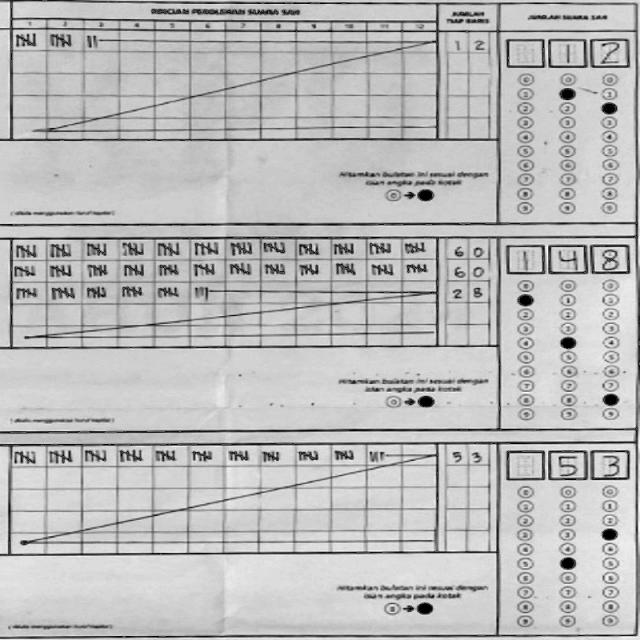 RINCIAN PEROLEHAN SUARA SAH
JUMLAH TIAP BARIS
JUMLAH SUARA SAH
1 2 3 4 5 6 7 8 9 10 11 12
1 2
1 2
Hitamkan bulatan ini sesuai dengan
isian angka pada kotak
( ditulis menggunakan huruf kapital )
6 0
6 0
2 8
1 4 8
Hitamkan bulatan ini sesuai dengan
isian angka pada kotak
( ditulis menggunakan huruf kapital )
5 3
5 3
Hitamkan bulatan ini sesuai dengan
isian angka pada kotak
( ditulis menggunakan huruf kapital )